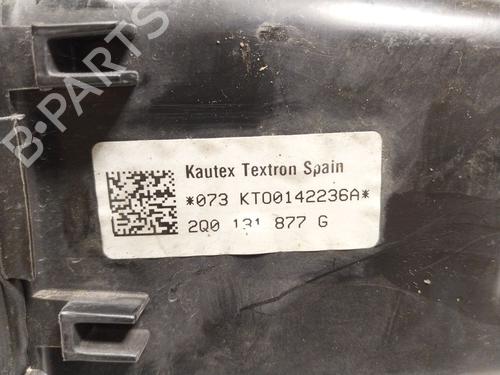 B-PARTS
Kautex Textron Spain
*073 KT00142236A*
2Q0 131 877 G